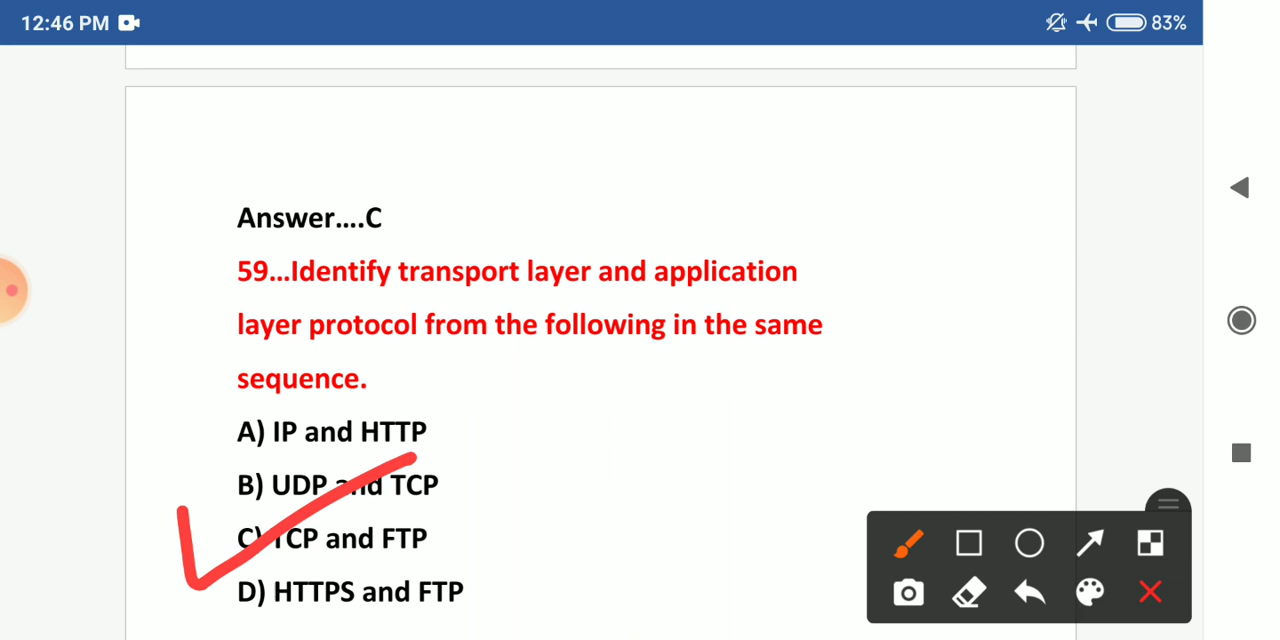 12:46 PM
83%
Answer....C
59...Identify transport layer and application
layer protocol from the following in the same
sequence.
A) IP and HTTP
B) UDP and TCP
C) TCP and FTP
D) HTTPS and FTP